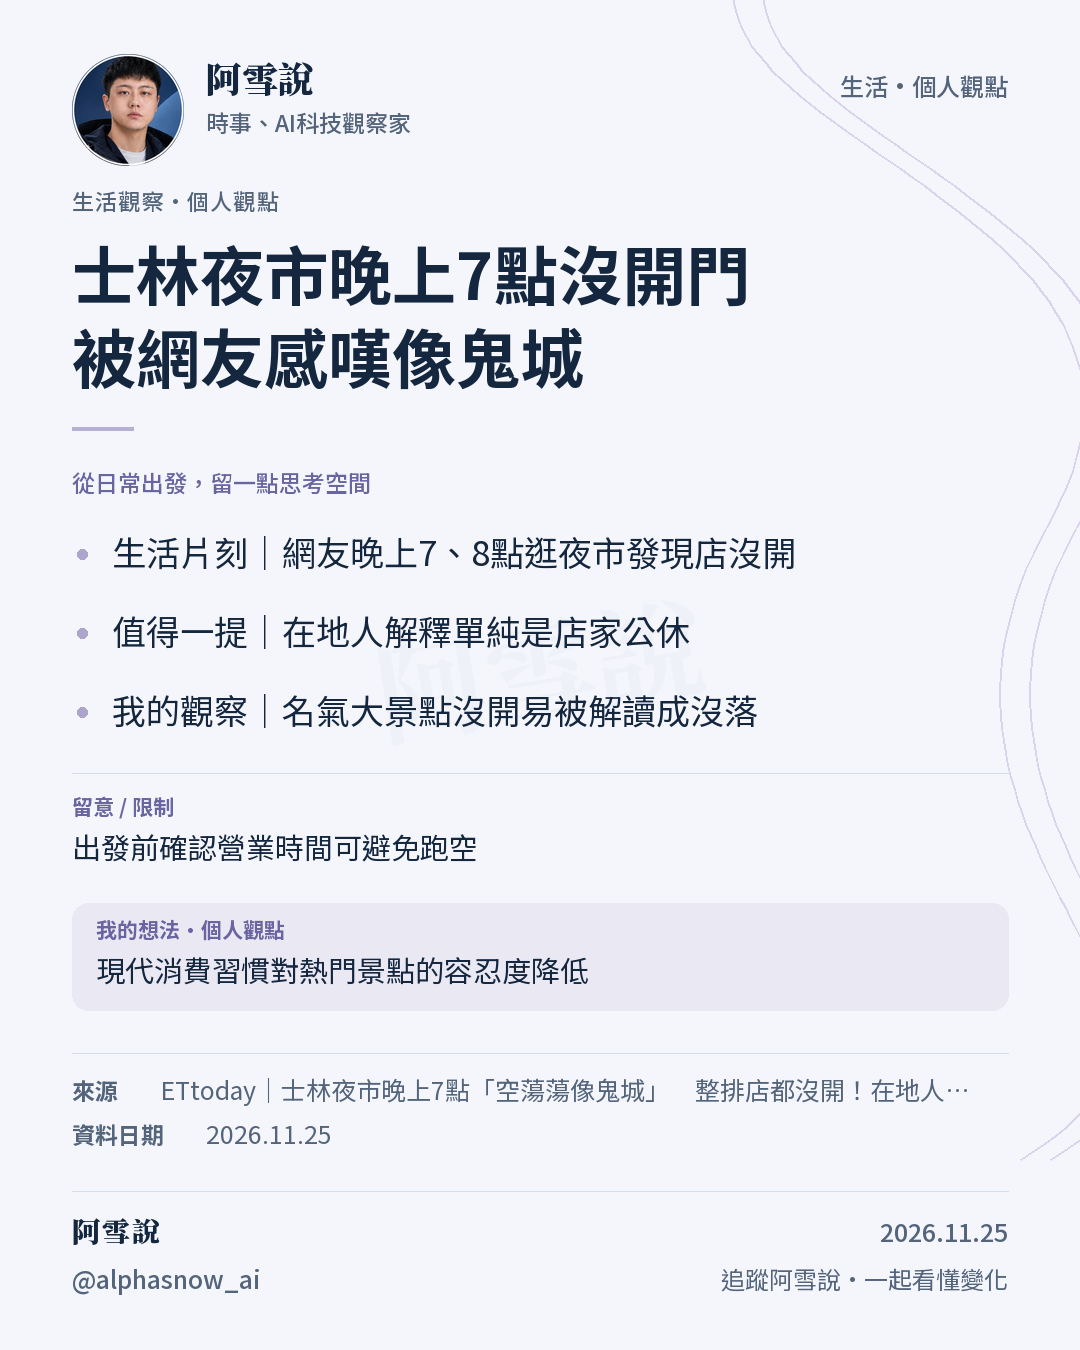 阿雪說
時事、AI科技觀察家
生活・個人觀點
生活觀察・個人觀點
士林夜市晚上7點沒開門
被網友感嘆像鬼城
從日常出發，留一點思考空間
生活片刻｜網友晚上7、8點逛夜市發現店沒開
值得一提｜在地人解釋單純是店家公休
我的觀察｜名氣大景點沒開易被解讀成沒落
阿雪說
留意 / 限制
出發前確認營業時間可避免跑空
我的想法・個人觀點
現代消費習慣對熱門景點的容忍度降低
來源 ETtoday｜士林夜市晚上7點「空蕩蕩像鬼城」 整排店都沒開！在地人…
資料日期 2026.11.25
阿雪說
2026.11.25
@alphasnow_ai
追蹤阿雪說・一起看懂變化